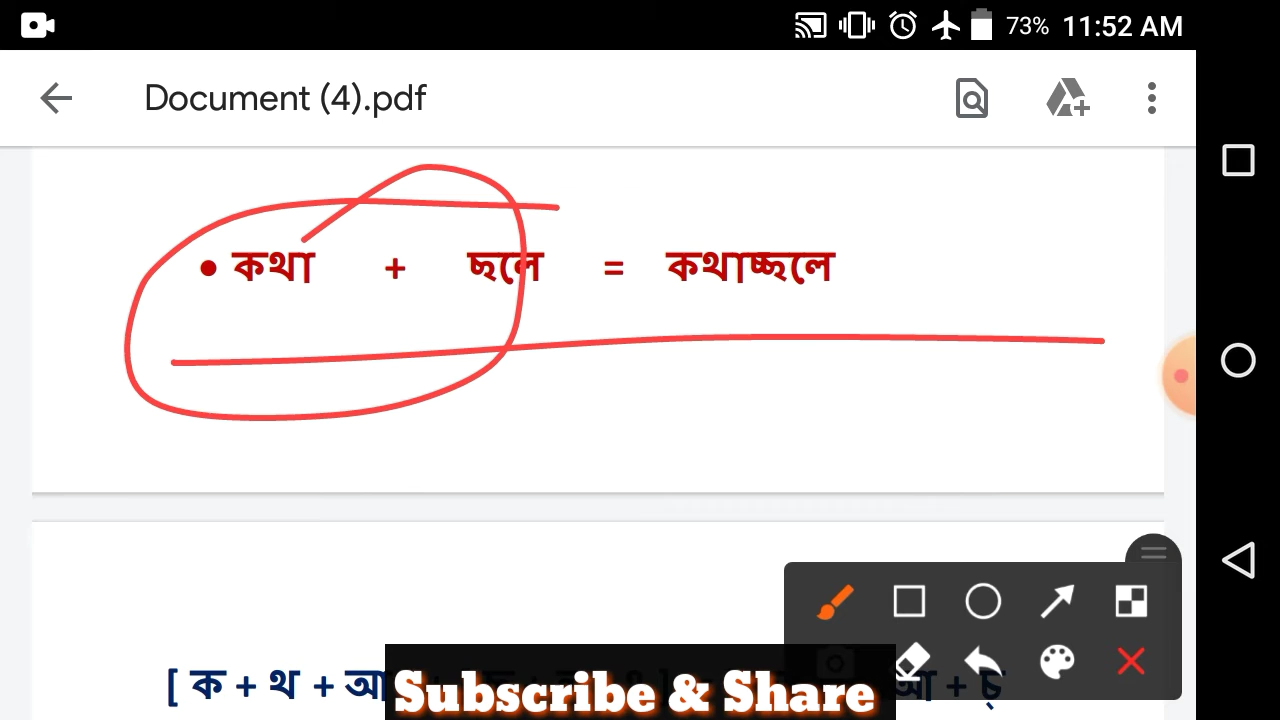 73% 11:52 AM
Document (4).pdf
• কথা + ছলে = কথাচ্ছলে
[ ক + থ + আ
আ + চ্
Subscribe & Share